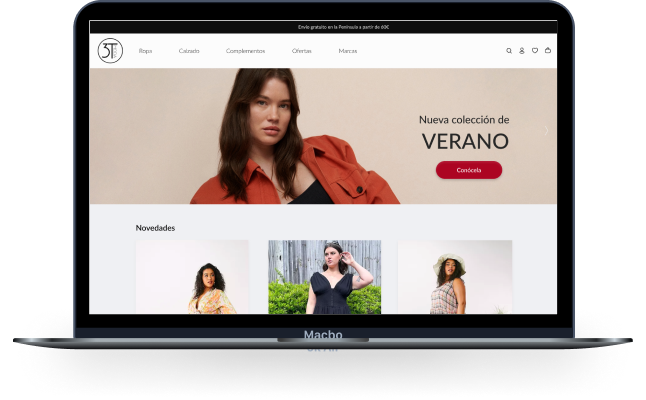 Envío gratuito en la Península a partir de 60€
3T
Ropa
Calzado
Complementos
Ofertas
Marcas
Nueva colección de
VERANO
Conócela
Novedades
Macbo